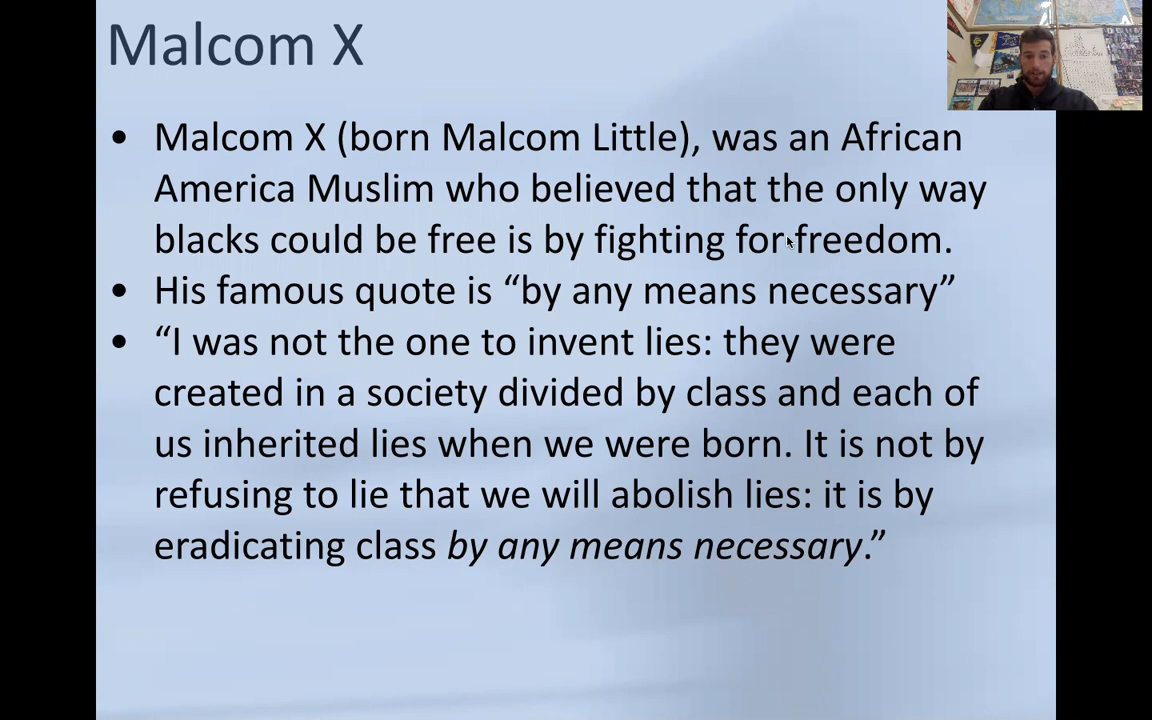 Malcom X
• Malcom X (born Malcom Little), was an African
America Muslim who believed that the only way
blacks could be free is by fighting for freedom.
• His famous quote is “by any means necessary”
• “I was not the one to invent lies: they were
created in a society divided by class and each of
us inherited lies when we were born. It is not by
refusing to lie that we will abolish lies: it is by
eradicating class by any means necessary.”